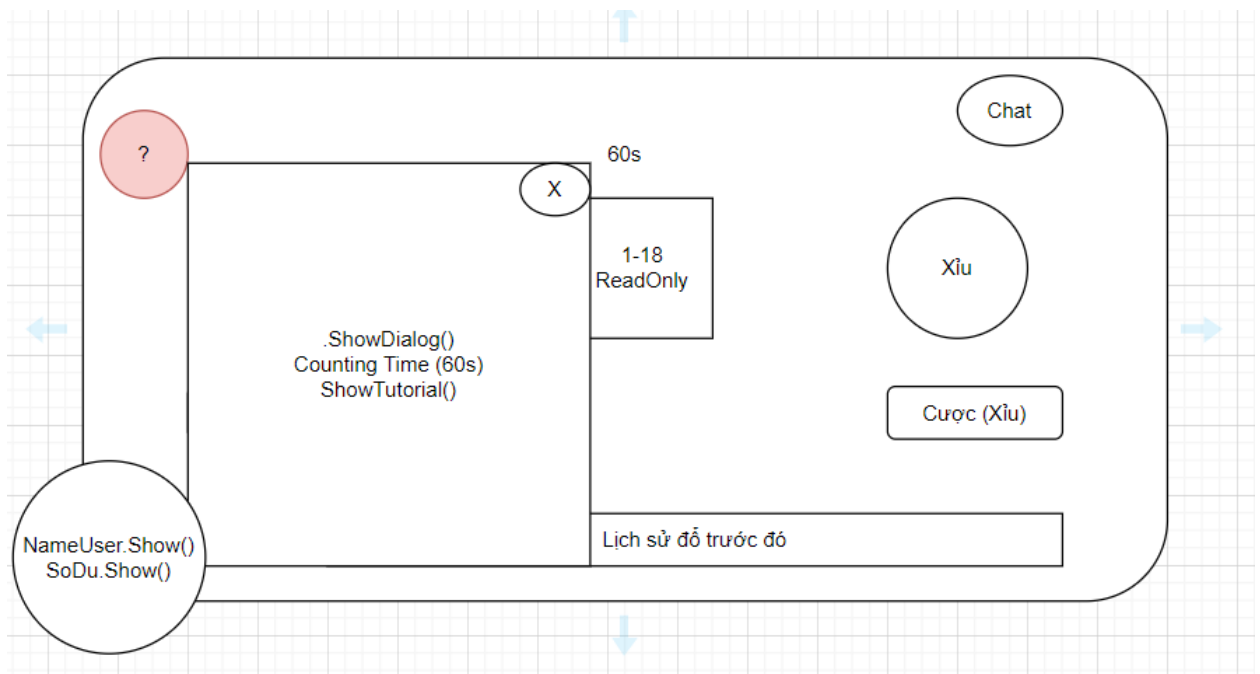 Chat
?
60s
X
1-18
ReadOnly
Xỉu
.ShowDialog()
Counting Time (60s)
ShowTutorial()
Cược (Xỉu)
Lịch sử đổ trước đó
NameUser.Show()
SoDu.Show()